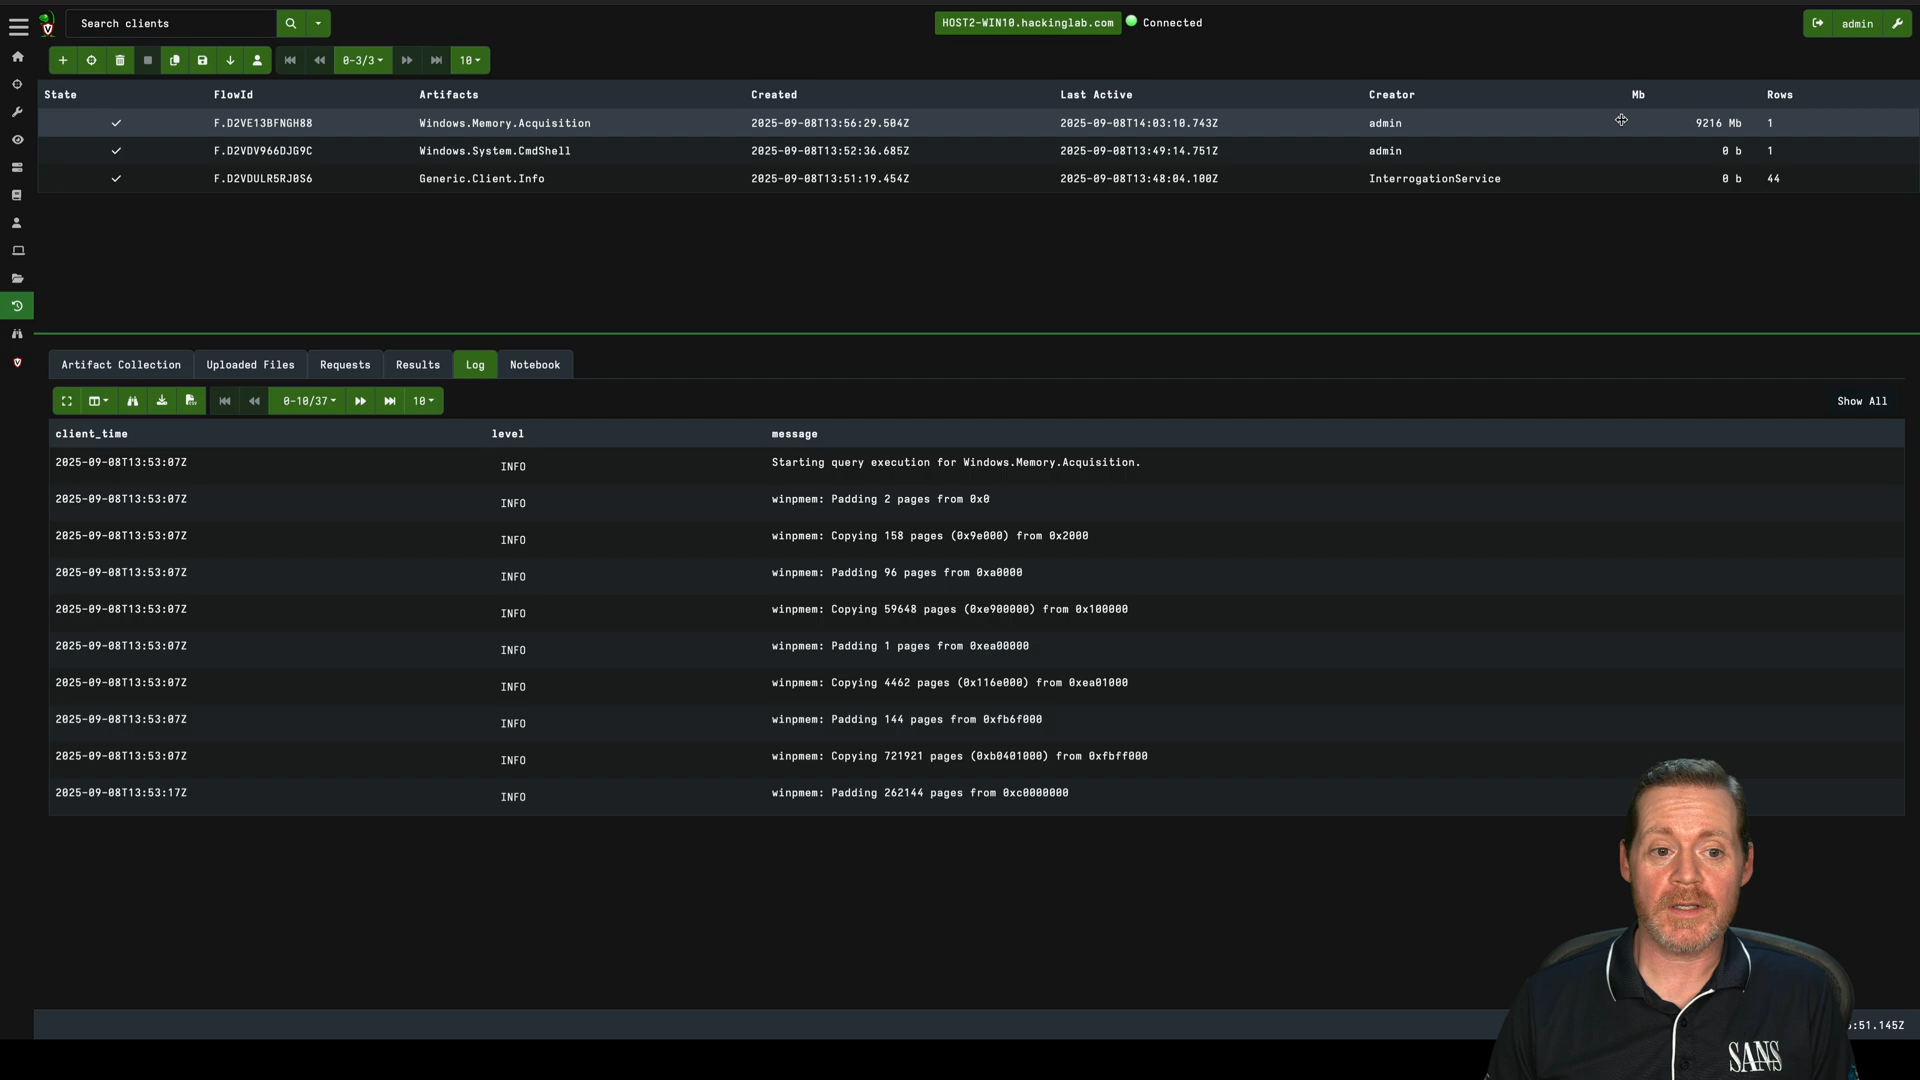 Search clients
HOST2-WIN10.hackinglab.com Connected
admin
0-3/3 10
State FlowId Artifacts Created Last Active Creator Mb Rows
F.D2VE13BFNGH88 Windows.Memory.Acquisition 2025-09-08T13:56:29.504Z 2025-09-08T14:03:10.743Z admin 9216 Mb 1
F.D2VDV966DJG9C Windows.System.CmdShell 2025-09-08T13:52:36.685Z 2025-09-08T13:49:14.751Z admin 0 b 1
F.D2VDULR5RJ0S6 Generic.Client.Info 2025-09-08T13:51:19.454Z 2025-09-08T13:48:04.100Z InterrogationService 0 b 44
Artifact Collection Uploaded Files Requests Results Log Notebook
0-10/37 10 Show All
client_time level message
2025-09-08T13:53:07Z INFO Starting query execution for Windows.Memory.Acquisition.
2025-09-08T13:53:07Z INFO winpmem: Padding 2 pages from 0x0
2025-09-08T13:53:07Z INFO winpmem: Copying 158 pages (0x9e000) from 0x2000
2025-09-08T13:53:07Z INFO winpmem: Padding 96 pages from 0xa0000
2025-09-08T13:53:07Z INFO winpmem: Copying 59648 pages (0xe900000) from 0x100000
2025-09-08T13:53:07Z INFO winpmem: Padding 1 pages from 0xea00000
2025-09-08T13:53:07Z INFO winpmem: Copying 4462 pages (0x116e000) from 0xea01000
2025-09-08T13:53:07Z INFO winpmem: Padding 144 pages from 0xfb6f000
2025-09-08T13:53:07Z INFO winpmem: Copying 721921 pages (0xb0401000) from 0xfbff000
2025-09-08T13:53:17Z INFO winpmem: Padding 262144 pages from 0xc0000000
:51.145Z
SANS